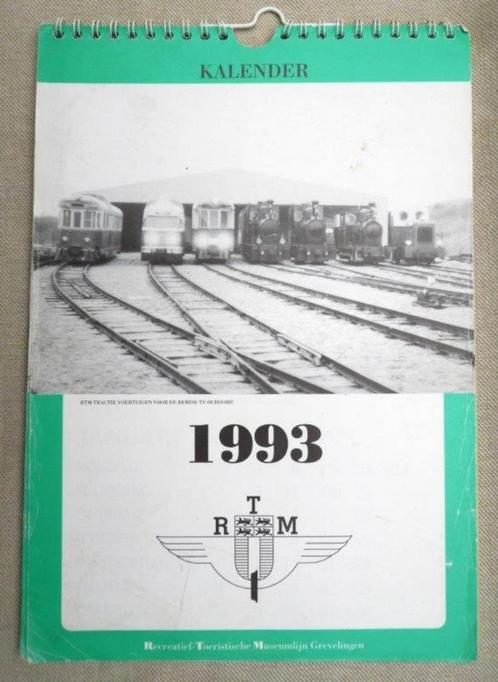 KALENDER
RTM TRACTIE VOERTUIGEN VOOR DE REMISE TE OUDDORP
1993
T
R M
Recreatief-Toeristische Museumlijn Grevelingen